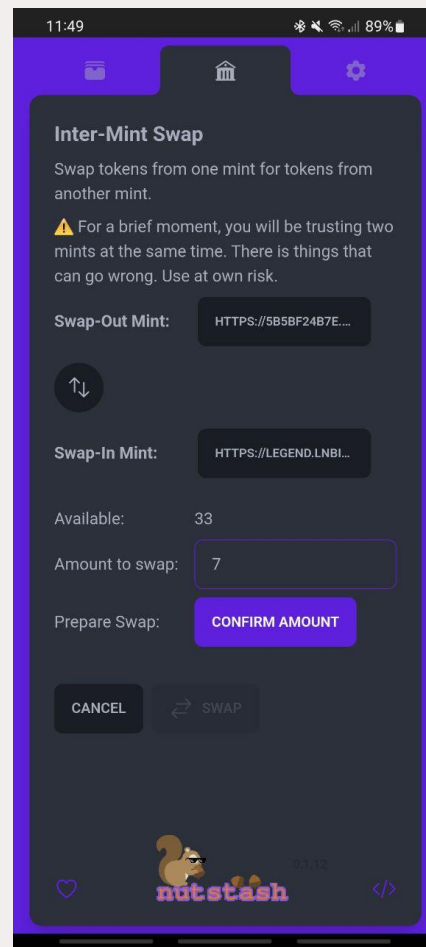 11:49
89%
Inter-Mint Swap
Swap tokens from one mint for tokens from
another mint.
⚠️ For a brief moment, you will be trusting two
mints at the same time. There is things that
can go wrong. Use at own risk.
Swap-Out Mint:
HTTPS://5B5BF24B7E....
Swap-In Mint:
HTTPS://LEGEND.LNBI...
Available: 33
Amount to swap: 7
Prepare Swap: CONFIRM AMOUNT
CANCEL SWAP
0.1.12
nutstash